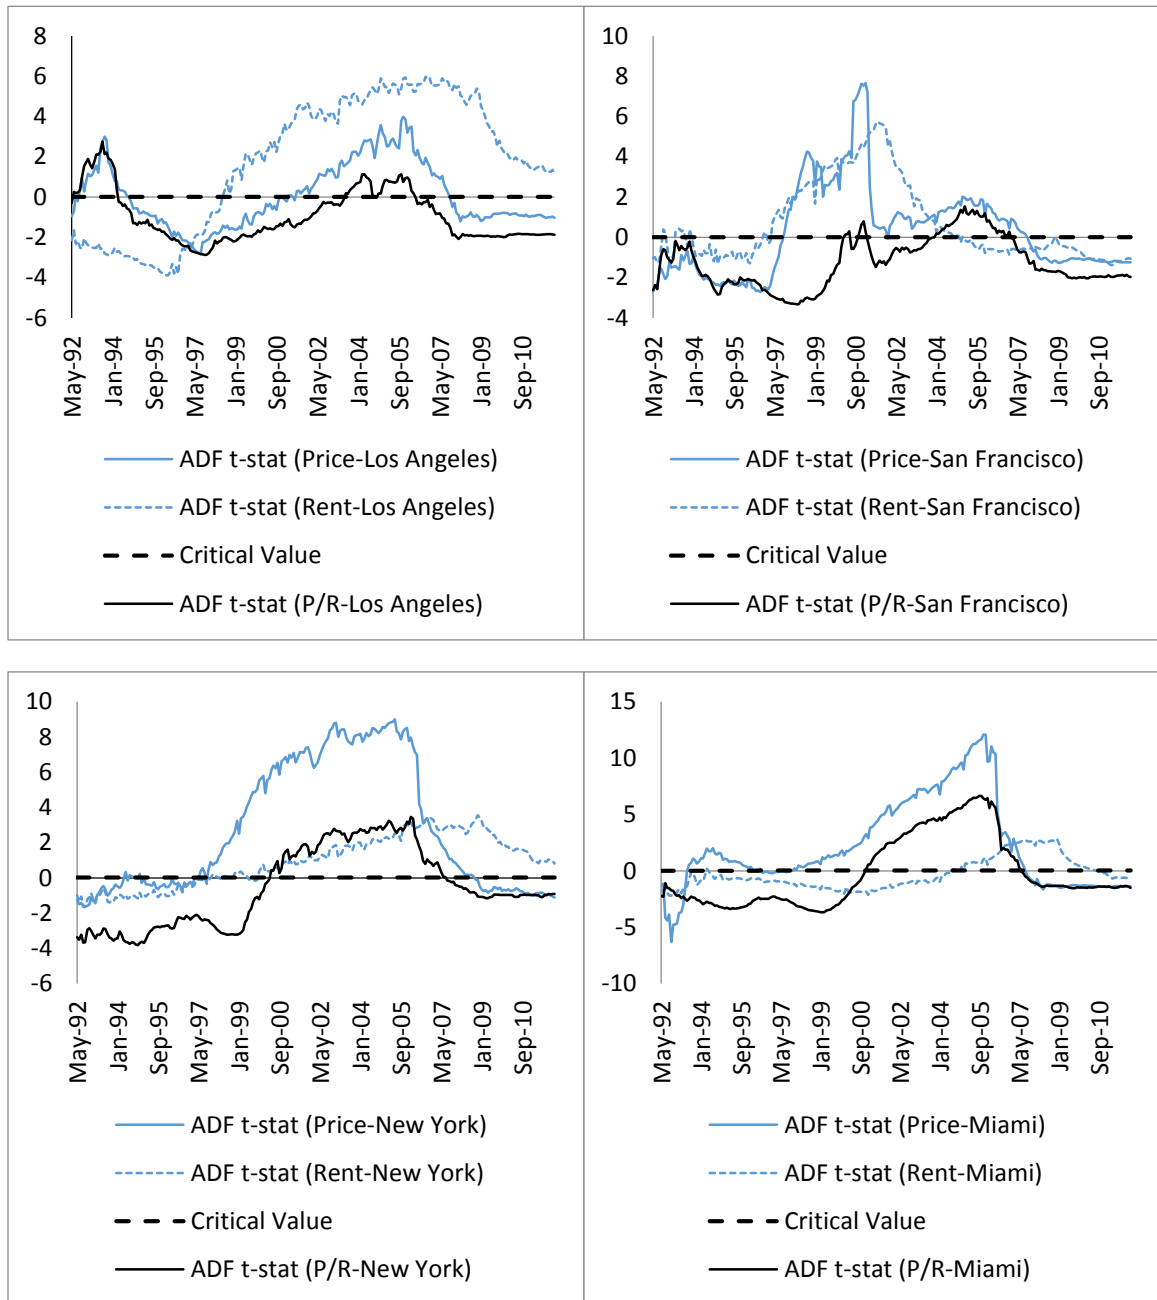 8
6
4
2
0
-2
-4
-6
May-92
Jan-94
Sep-95
May-97
Jan-99
Sep-00
May-02
Jan-04
Sep-05
May-07
Jan-09
Sep-10
ADF t-stat (Price-Los Angeles)
ADF t-stat (Rent-Los Angeles)
Critical Value
ADF t-stat (P/R-Los Angeles)
10
8
6
4
2
0
-2
-4
May-92
Jan-94
Sep-95
May-97
Jan-99
Sep-00
May-02
Jan-04
Sep-05
May-07
Jan-09
Sep-10
ADF t-stat (Price-San Francisco)
ADF t-stat (Rent-San Francisco)
Critical Value
ADF t-stat (P/R-San Francisco)
10
8
6
4
2
0
-2
-4
-6
May-92
Jan-94
Sep-95
May-97
Jan-99
Sep-00
May-02
Jan-04
Sep-05
May-07
Jan-09
Sep-10
ADF t-stat (Price-New York)
ADF t-stat (Rent-New York)
Critical Value
ADF t-stat (P/R-New York)
15
10
5
0
-5
-10
May-92
Jan-94
Sep-95
May-97
Jan-99
Sep-00
May-02
Jan-04
Sep-05
May-07
Jan-09
Sep-10
ADF t-stat (Price-Miami)
ADF t-stat (Rent-Miami)
Critical Value
ADF t-stat (P/R-Miami)